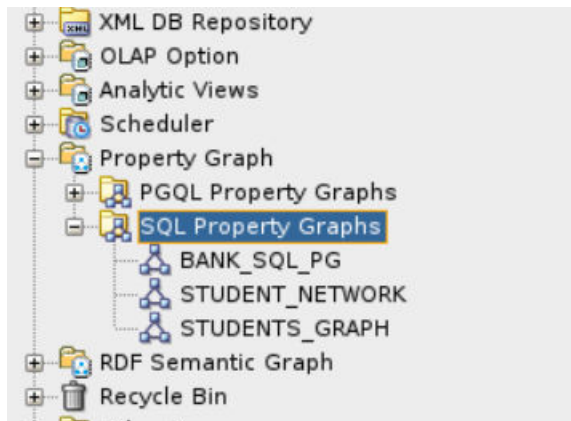 XML DB Repository
OLAP Option
Analytic Views
Scheduler
Property Graph
PGQL Property Graphs
SQL Property Graphs
BANK_SQL_PG
STUDENT_NETWORK
STUDENTS_GRAPH
RDF Semantic Graph
Recycle Bin